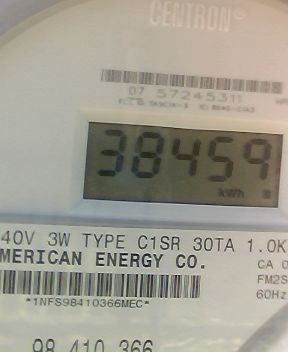 CENTRON®
07 57245311
38459
kWh
40V 3W TYPE C1SR 30TA 1.0K
MERICAN ENERGY CO.
CA 0
FM2S
60Hz
*1NFS98410366MEC*
98 410 366